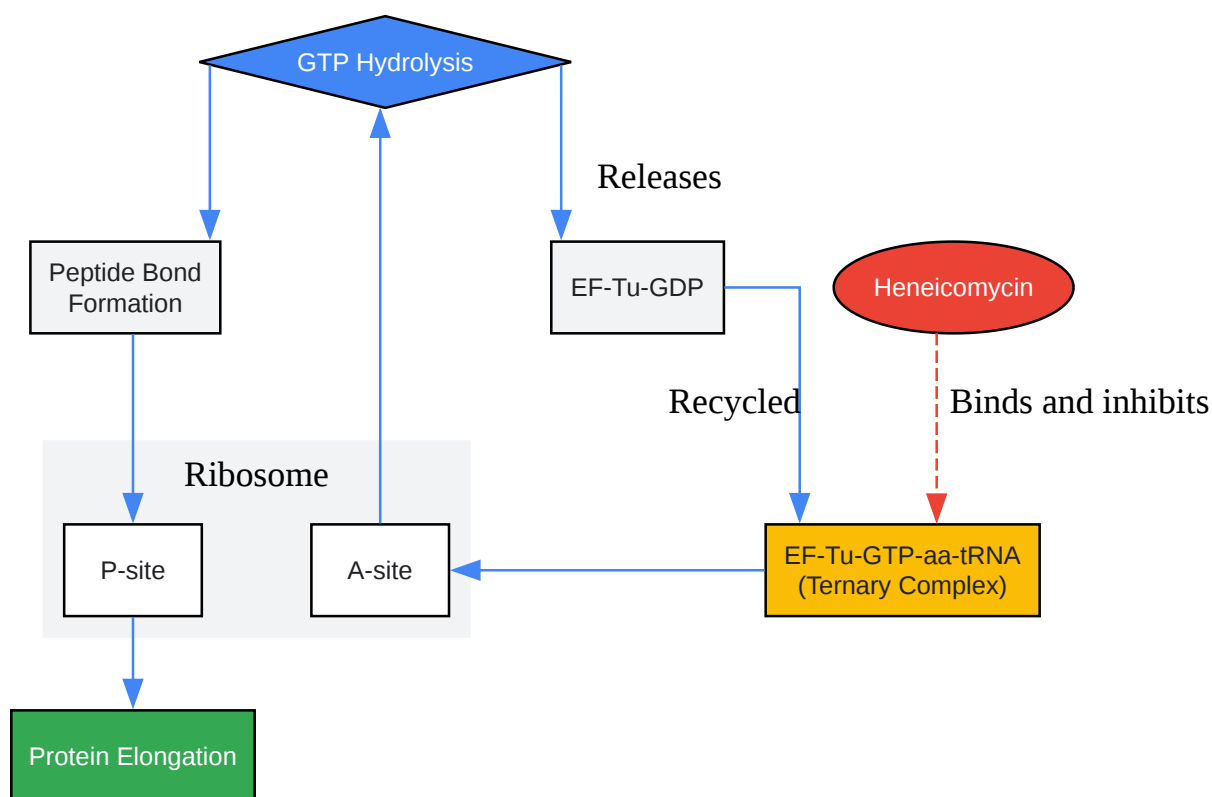 GTP Hydrolysis
Releases
Peptide Bond
Formation
EF-Tu-GDP
Heneicomycin
Recycled
Binds and inhibits
Ribosome
P-site
A-site
EF-Tu-GTP-aa-tRNA
(Ternary Complex)
Protein Elongation